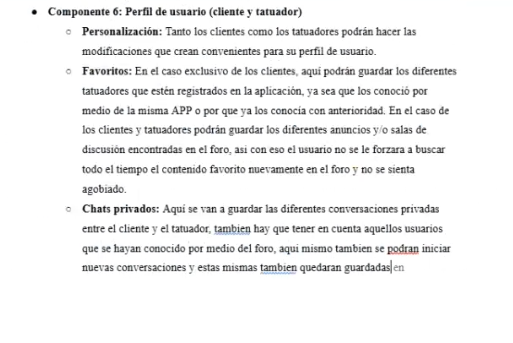 • Componente 6: Perfil de usuario (cliente y tatuador)
○ Personalización: Tanto los clientes como los tatuadores podrán hacer las
modificaciones que crean convenientes para su perfil de usuario.
○ Favoritos: En el caso exclusivo de los clientes, aquí podrán guardar los diferentes
tatuadores que estén registrados en la aplicación, ya sea que los conoció por
medio de la misma APP o por que ya los conocía con anterioridad. En el caso de
los clientes y tatuadores podrán guardar los diferentes anuncios y/o salas de
discusión encontradas en el foro, asi con eso el usuario no se le forzara a buscar
todo el tiempo el contenido favorito nuevamente en el foro y no se sienta
agobiado.
○ Chats privados: Aquí se van a guardar las diferentes conversaciones privadas
entre el cliente y el tatuador, tambien hay que tener en cuenta aquellos usuarios
que se hayan conocido por medio del foro, aqui mismo tambien se podran iniciar
nuevas conversaciones y estas mismas tambien quedaran guardadas en